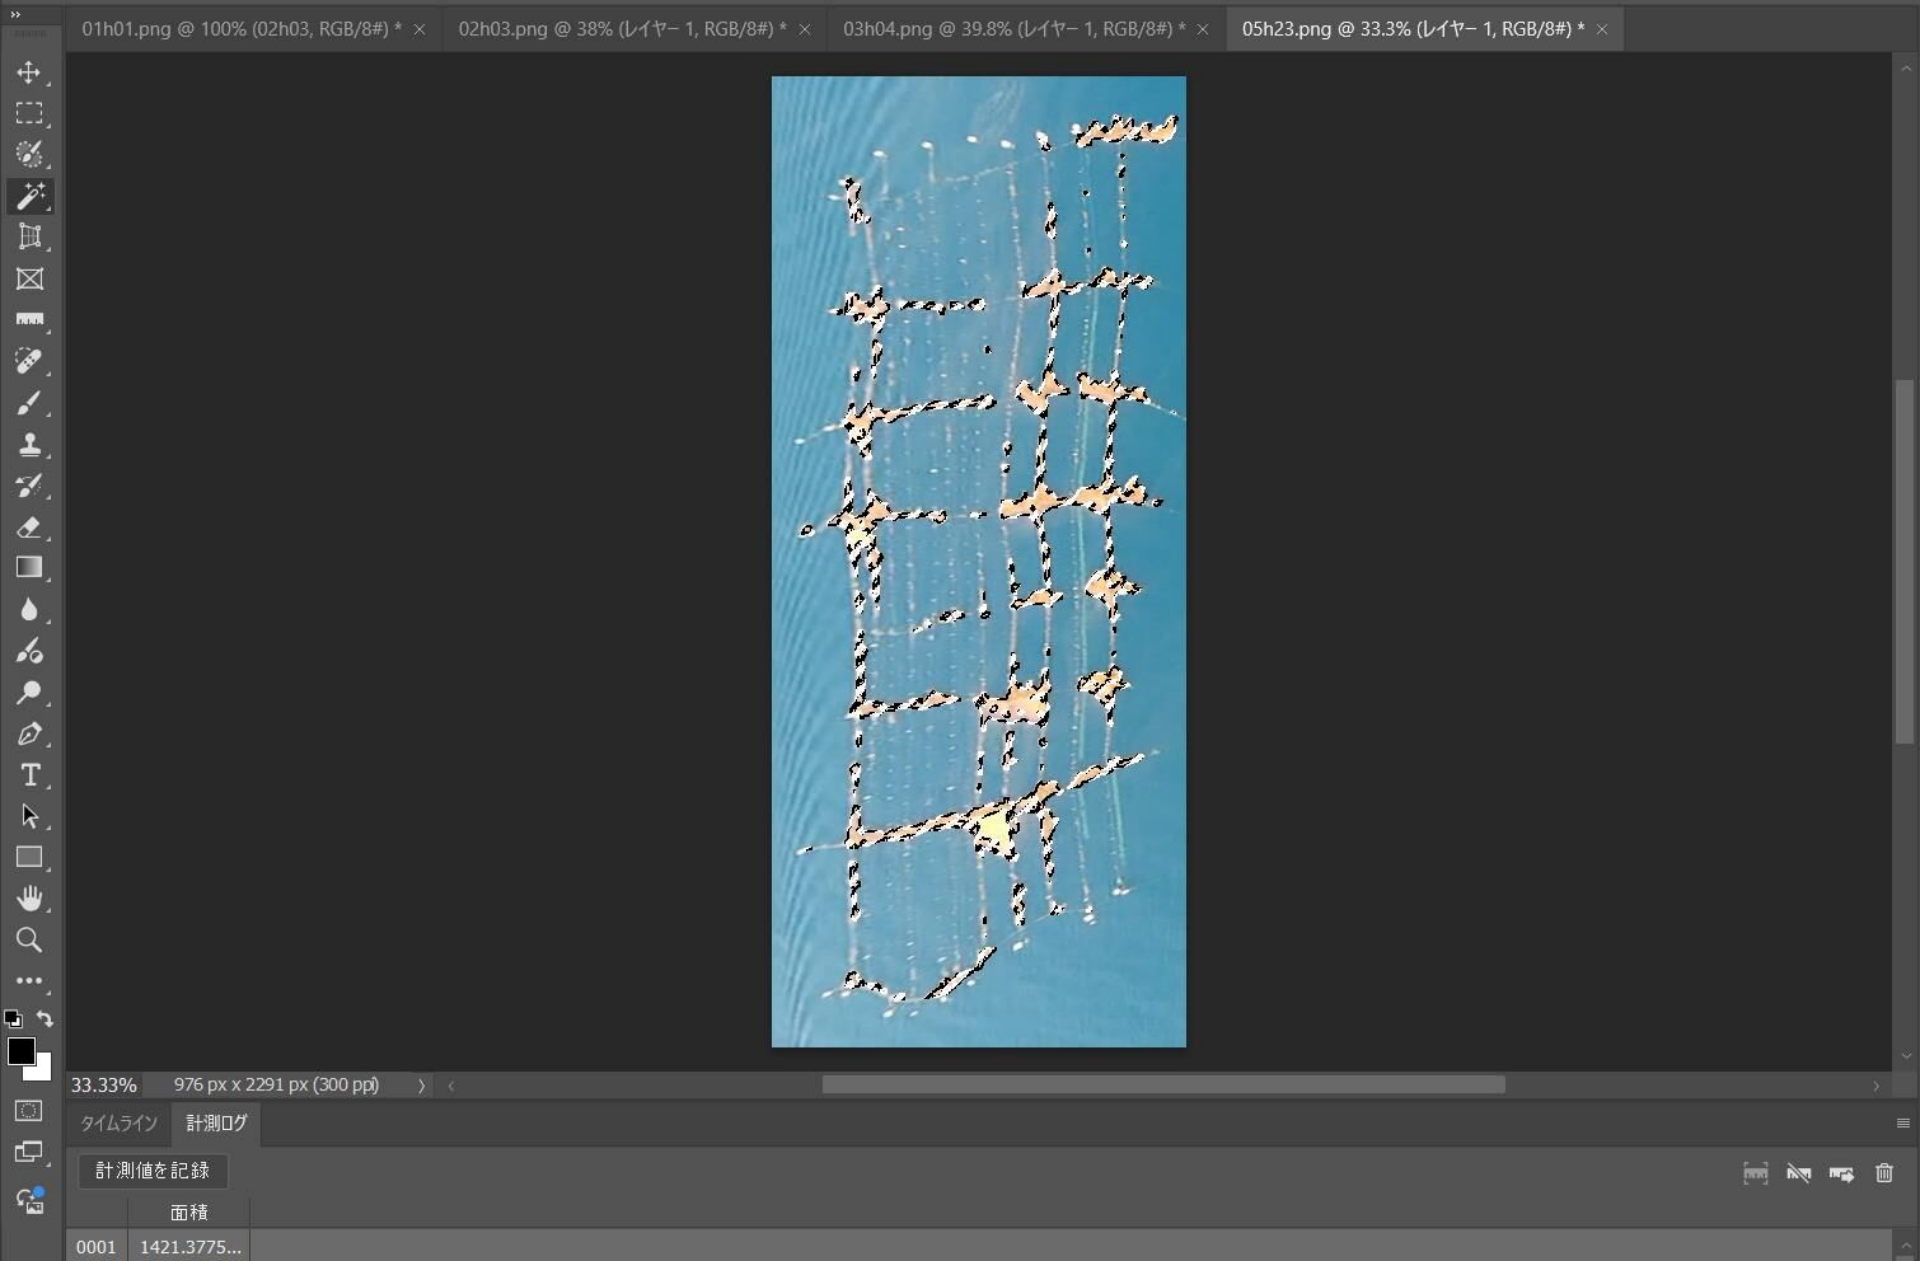 01h01.png @ 100% (02h03, RGB/8#) *
02h03.png @ 38% (レイヤー 1, RGB/8#) *
03h04.png @ 39.8% (レイヤー 1, RGB/8#) *
05h23.png @ 33.3% (レイヤー 1, RGB/8#) *
33.33%
976 px x 2291 px (300 ppi)
タイムライン
計測ログ
計測値を記録
面積
0001
1421.3775...